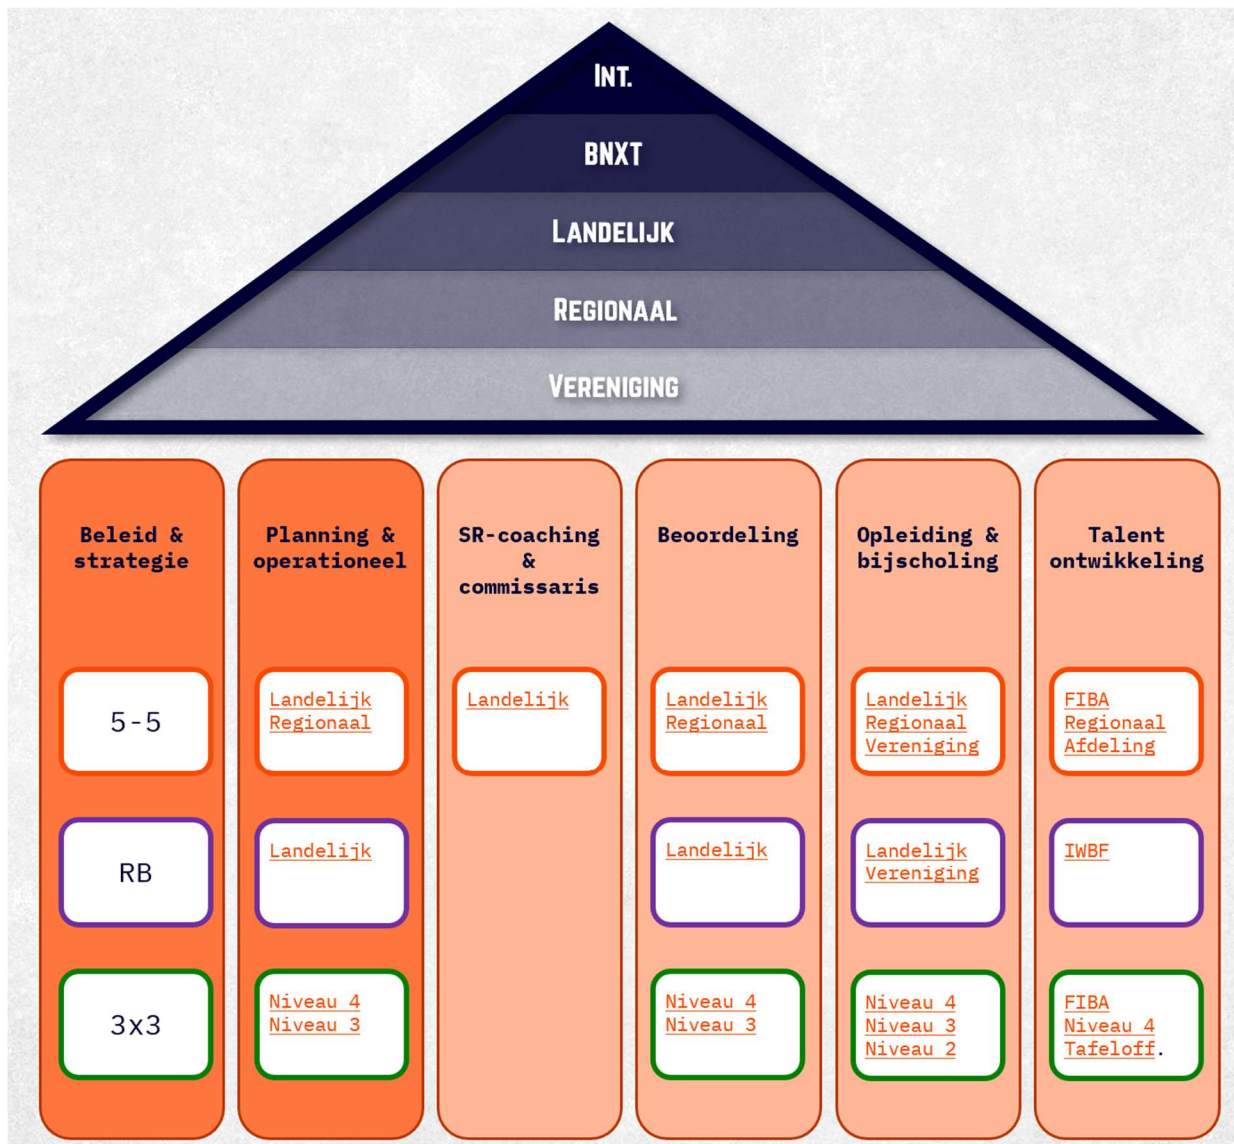 INT.
BNXT
LANDELIJK
REGIONAAL
VERENIGING
Beleid &
strategie
Planning &
operationeel
SR-coaching
&
commissaris
Beoordeling
Opleiding &
bijscholing
Talent
ontwikkeling
5-5
Landelijk
Regionaal
Landelijk
Landelijk
Regionaal
Landelijk
Regionaal
Vereniging
FIBA
Regionaal
Afdeling
RB
Landelijk
Landelijk
Landelijk
Vereniging
IWBF
3x3
Niveau 4
Niveau 3
Niveau 4
Niveau 3
Niveau 4
Niveau 3
Niveau 2
FIBA
Niveau 4
Tafeloff.